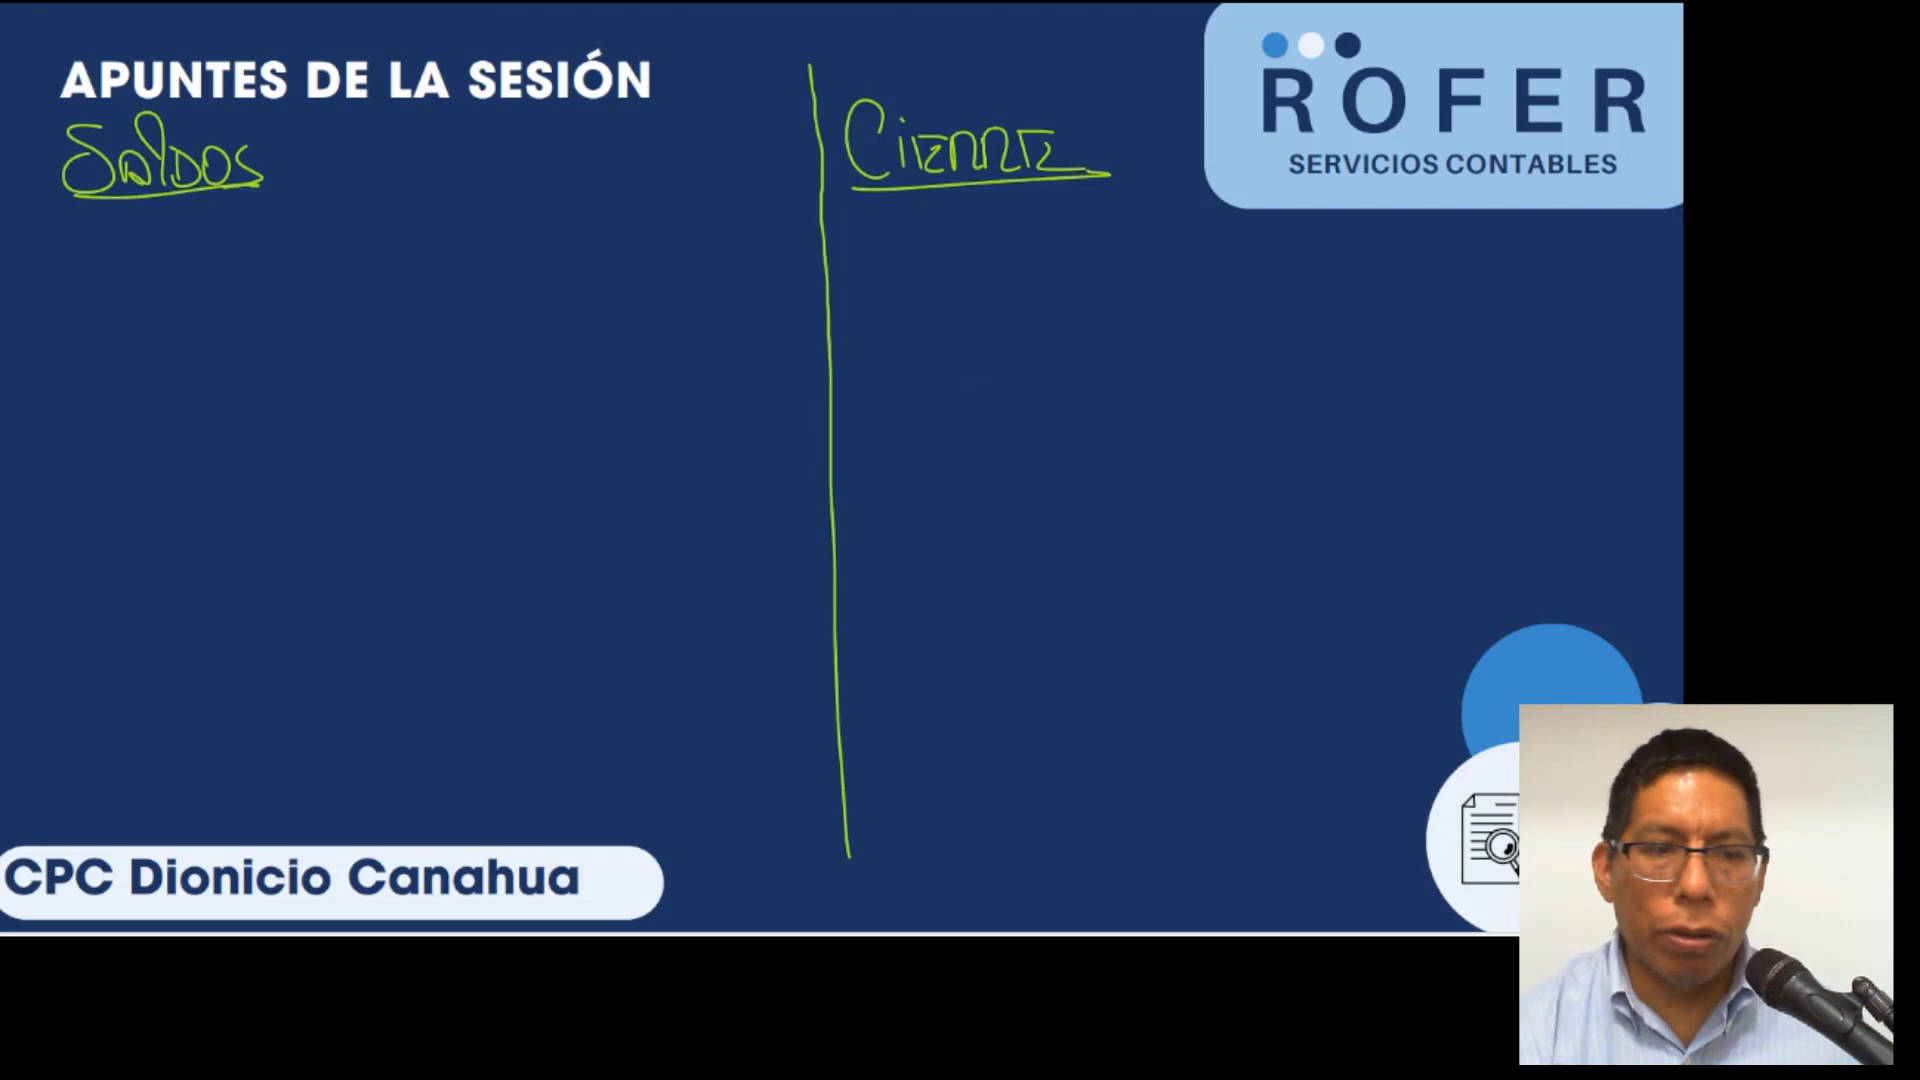 APUNTES DE LA SESIÓN
Saldos
CIERRE
ROFER
SERVICIOS CONTABLES
CPC Dionicio Canahua